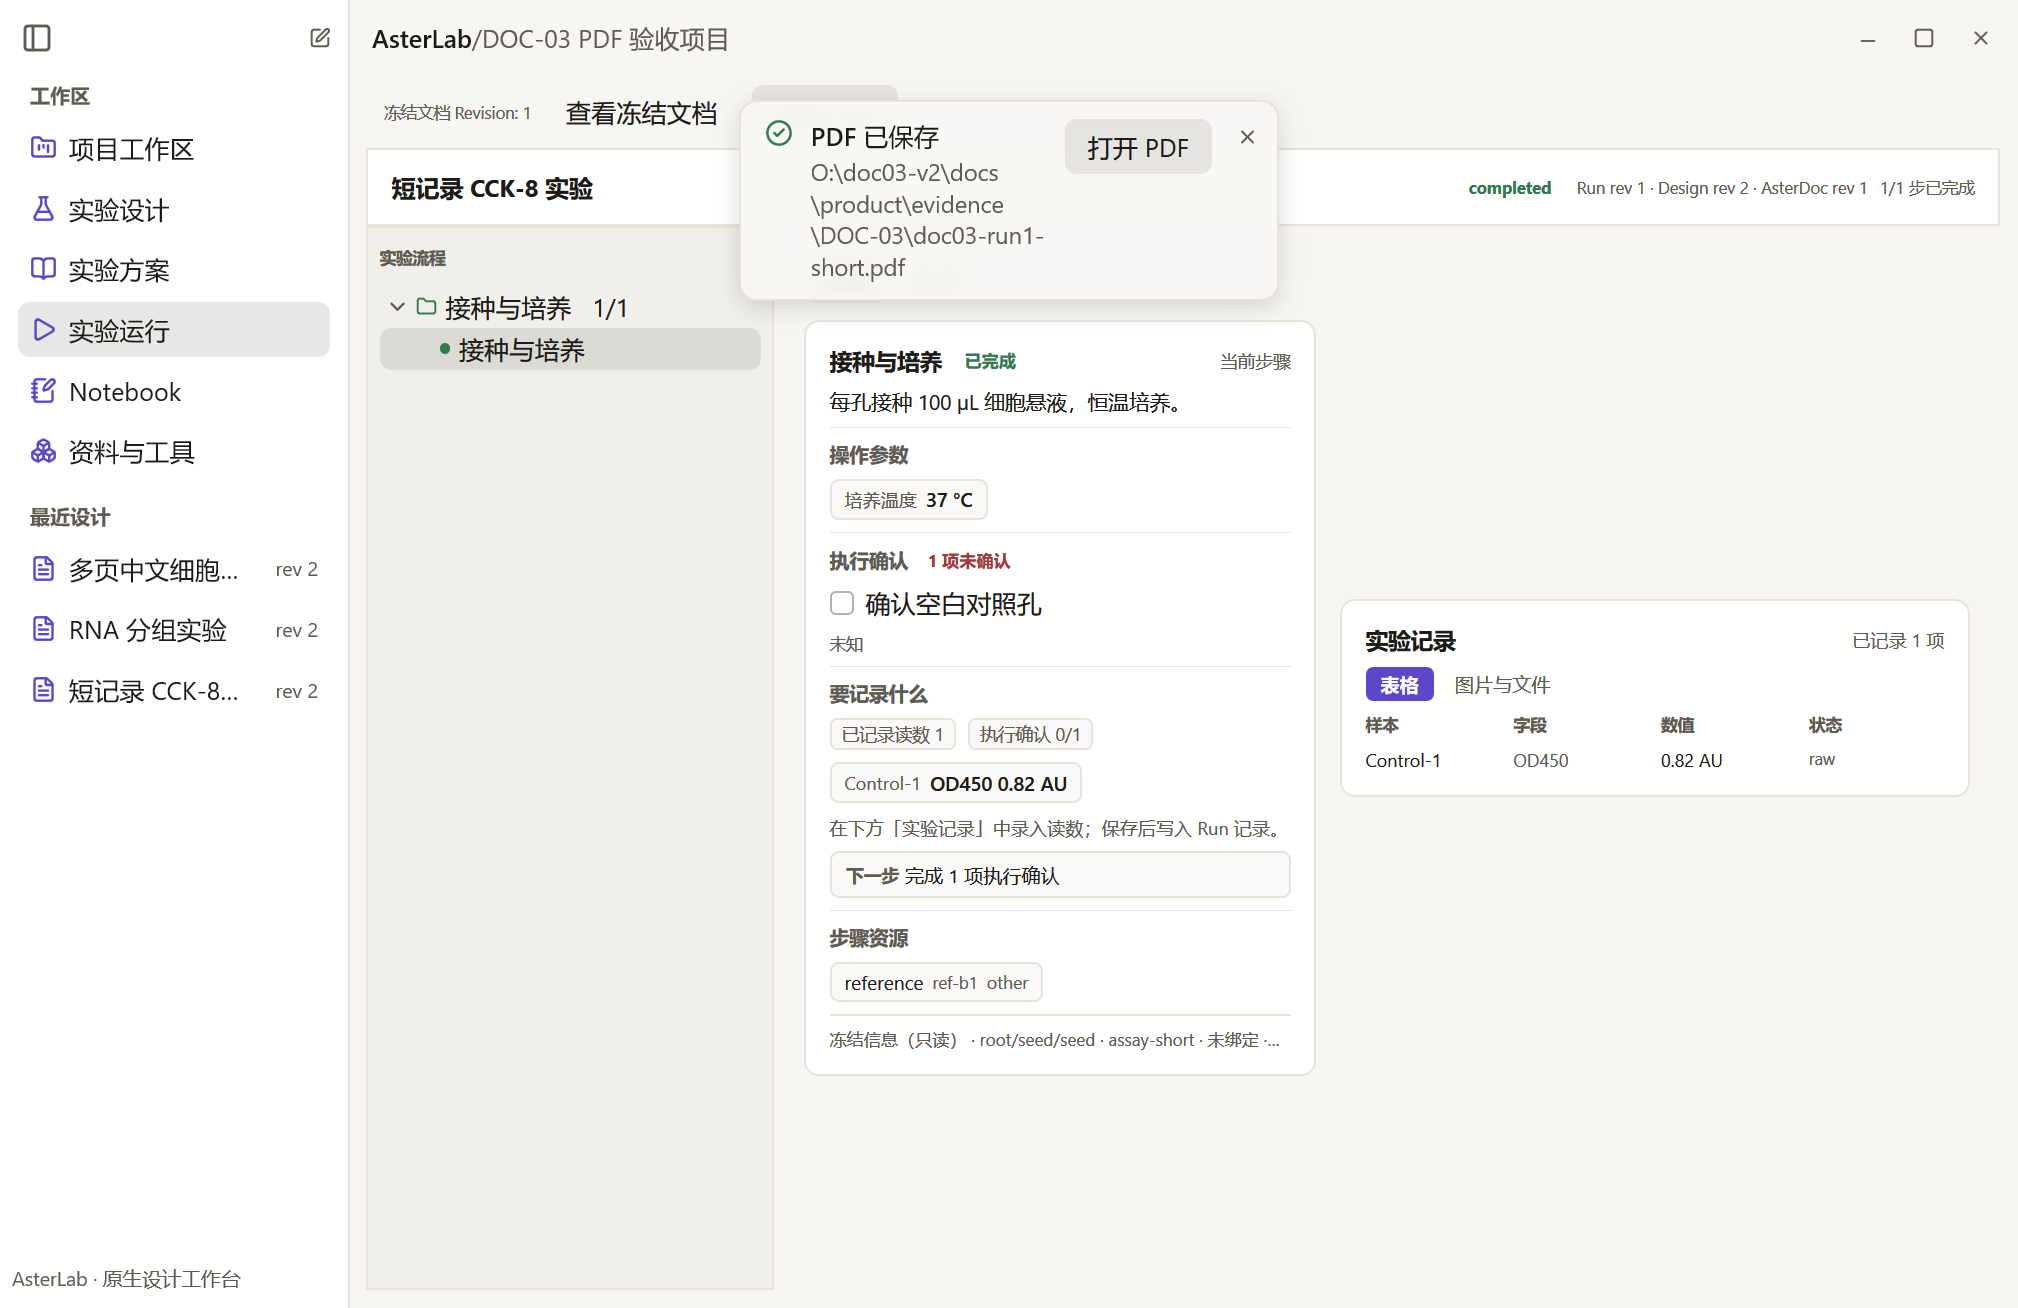 AsterLab/DOC-03 PDF 验收项目
工作区
项目工作区
实验设计
实验方案
实验运行
Notebook
资料与工具
最近设计
多页中文细胞... rev 2
RNA 分组实验 rev 2
短记录 CCK-8... rev 2
AsterLab · 原生设计工作台
冻结文档 Revision: 1 查看冻结文档
PDF 已保存
O:\doc03-v2\docs
\product\evidence
\DOC-03\doc03-run1-
short.pdf
打开 PDF
短记录 CCK-8 实验
completed Run rev 1 · Design rev 2 · AsterDoc rev 1 1/1 步已完成
实验流程
接种与培养 1/1
接种与培养
接种与培养 已完成 当前步骤
每孔接种 100 µL 细胞悬液，恒温培养。
操作参数
培养温度 37 °C
执行确认 1 项未确认
确认空白对照孔
未知
要记录什么
已记录读数 1 执行确认 0/1
Control-1 OD450 0.82 AU
在下方「实验记录」中录入读数；保存后写入 Run 记录。
下一步 完成 1 项执行确认
步骤资源
reference ref-b1 other
冻结信息（只读） · root/seed/seed · assay-short · 未绑定 ·...
实验记录 已记录 1 项
表格 图片与文件
样本 字段 数值 状态
Control-1 OD450 0.82 AU raw